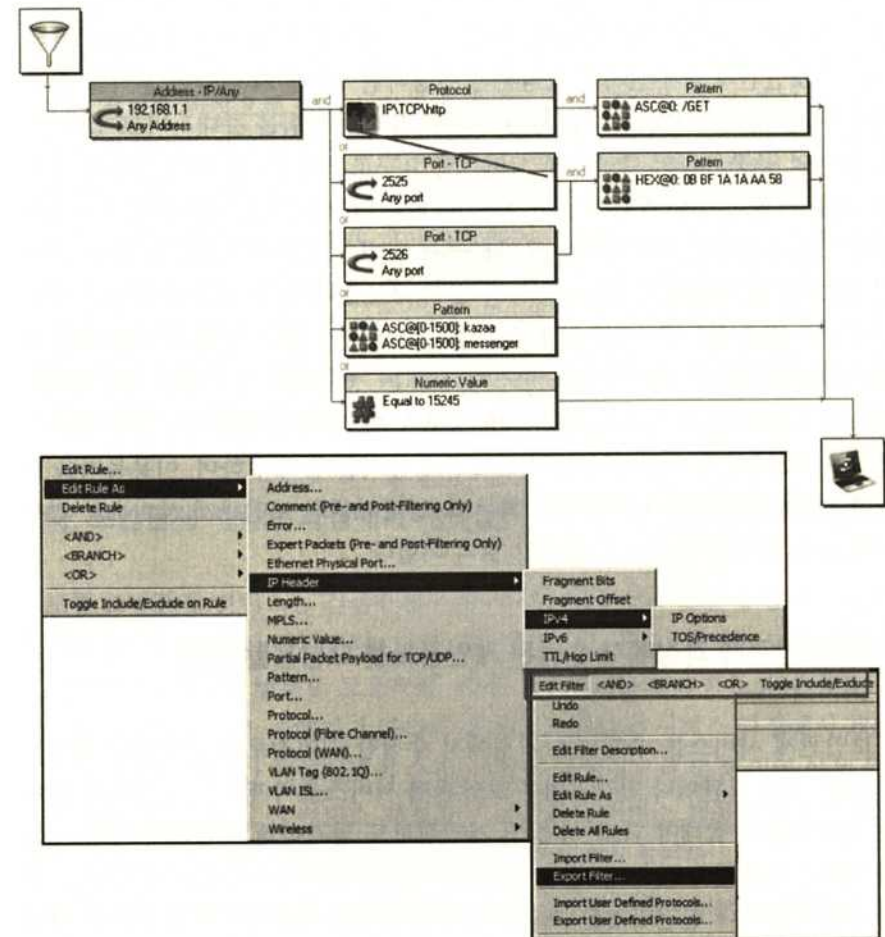 Address - IP/Any
192.168.1.1
Any Address
and
Protocol
IP\TCP\http
and
Pattern
ASC@0: /GET
or
Port - TCP
2525
Any port
and
Pattern
HEX@0: 0B BF 1A 1A AA 58
or
Port - TCP
2526
Any port
or
Pattern
ASC@[0-1500]: kazaa
ASC@[0-1500]: messenger
or
Numeric Value
# Equal to 15245
Edit Rule...
Edit Rule As
Delete Rule
<AND>
<BRANCH>
<OR>
Toggle Include/Exclude on Rule
Address...
Comment (Pre- and Post-Filtering Only)
Error...
Expert Packets (Pre- and Post-Filtering Only)
Ethernet Physical Port...
IP Header
Length...
MPLS...
Numeric Value...
Partial Packet Payload for TCP/UDP...
Pattern...
Port...
Protocol...
Protocol (Fibre Channel)...
Protocol (WAN)...
VLAN Tag (802.1Q)...
VLAN ISL...
WAN
Wireless
Fragment Bits
Fragment Offset
IPv4
IPv6
TTL/Hop Limit
IP Options
TOS/Precedence
Edit Filter <AND> <BRANCH> <OR> Toggle Include/Exclude
Undo
Redo
Edit Filter Description...
Edit Rule...
Edit Rule As
Delete Rule
Delete All Rules
Import Filter...
Export Filter...
Import User Defined Protocols...
Export User Defined Protocols...